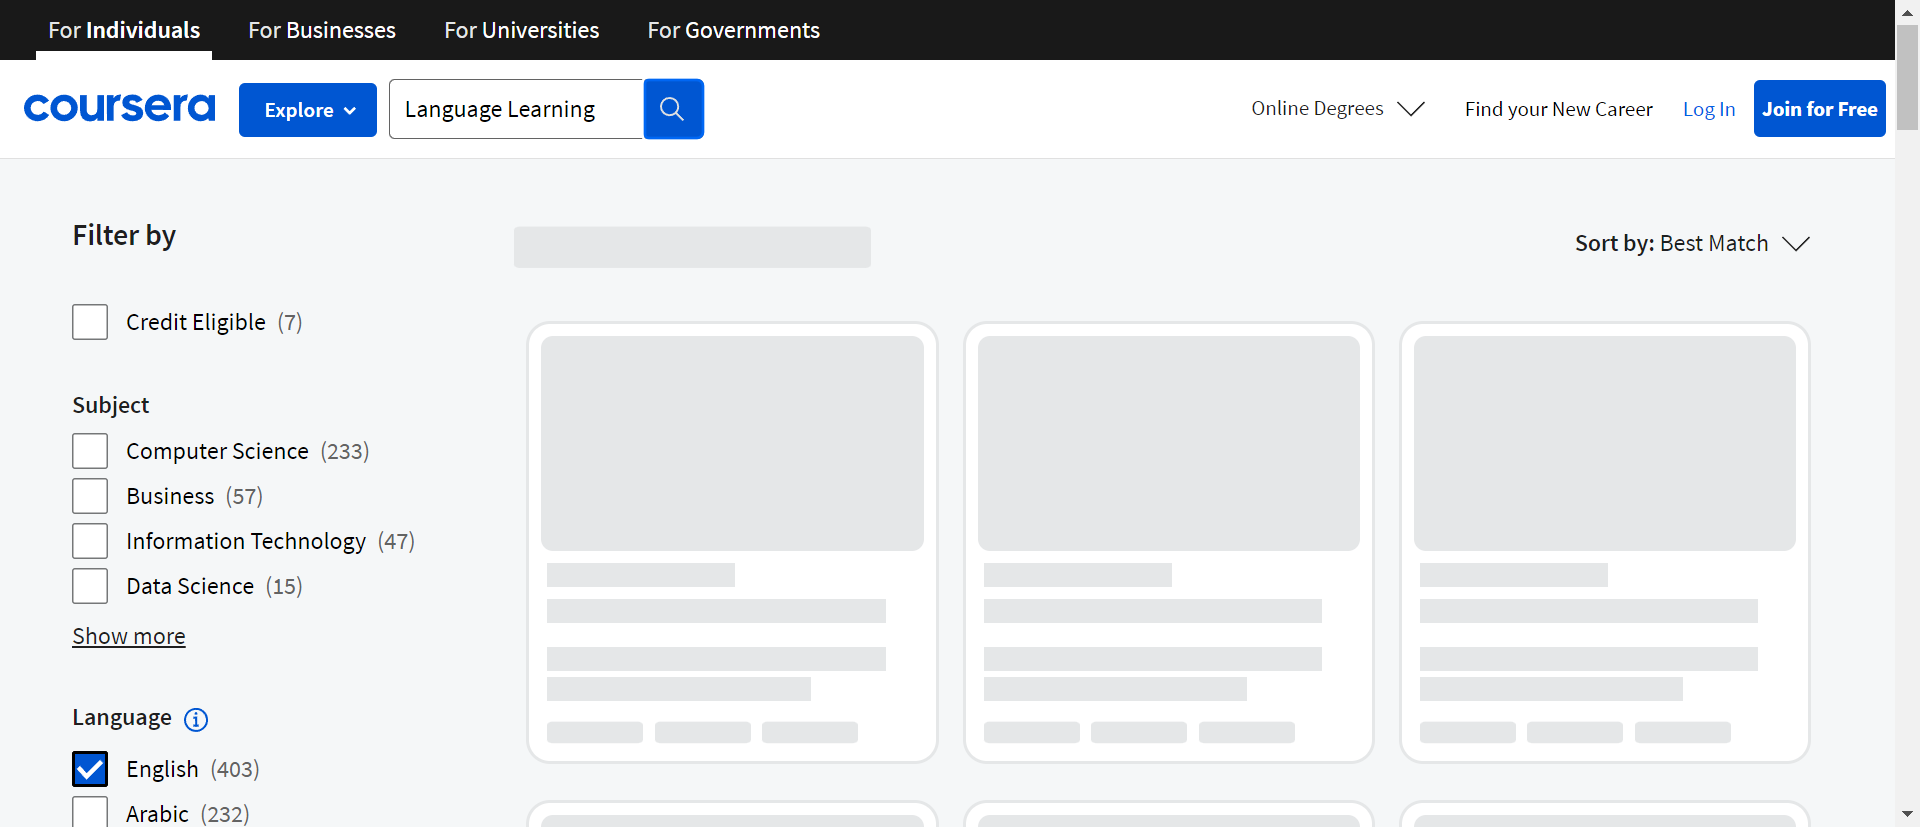 For Individuals
For Businesses
For Universities
For Governments
coursera
Explore
Language Learning
Online Degrees
Find your New Career
Log In
Join for Free
Filter by
Sort by: Best Match
Credit Eligible (7)
Subject
Computer Science (233)
Business (57)
Information Technology (47)
Data Science (15)
Show more
Language
English (403)
Arabic (232)